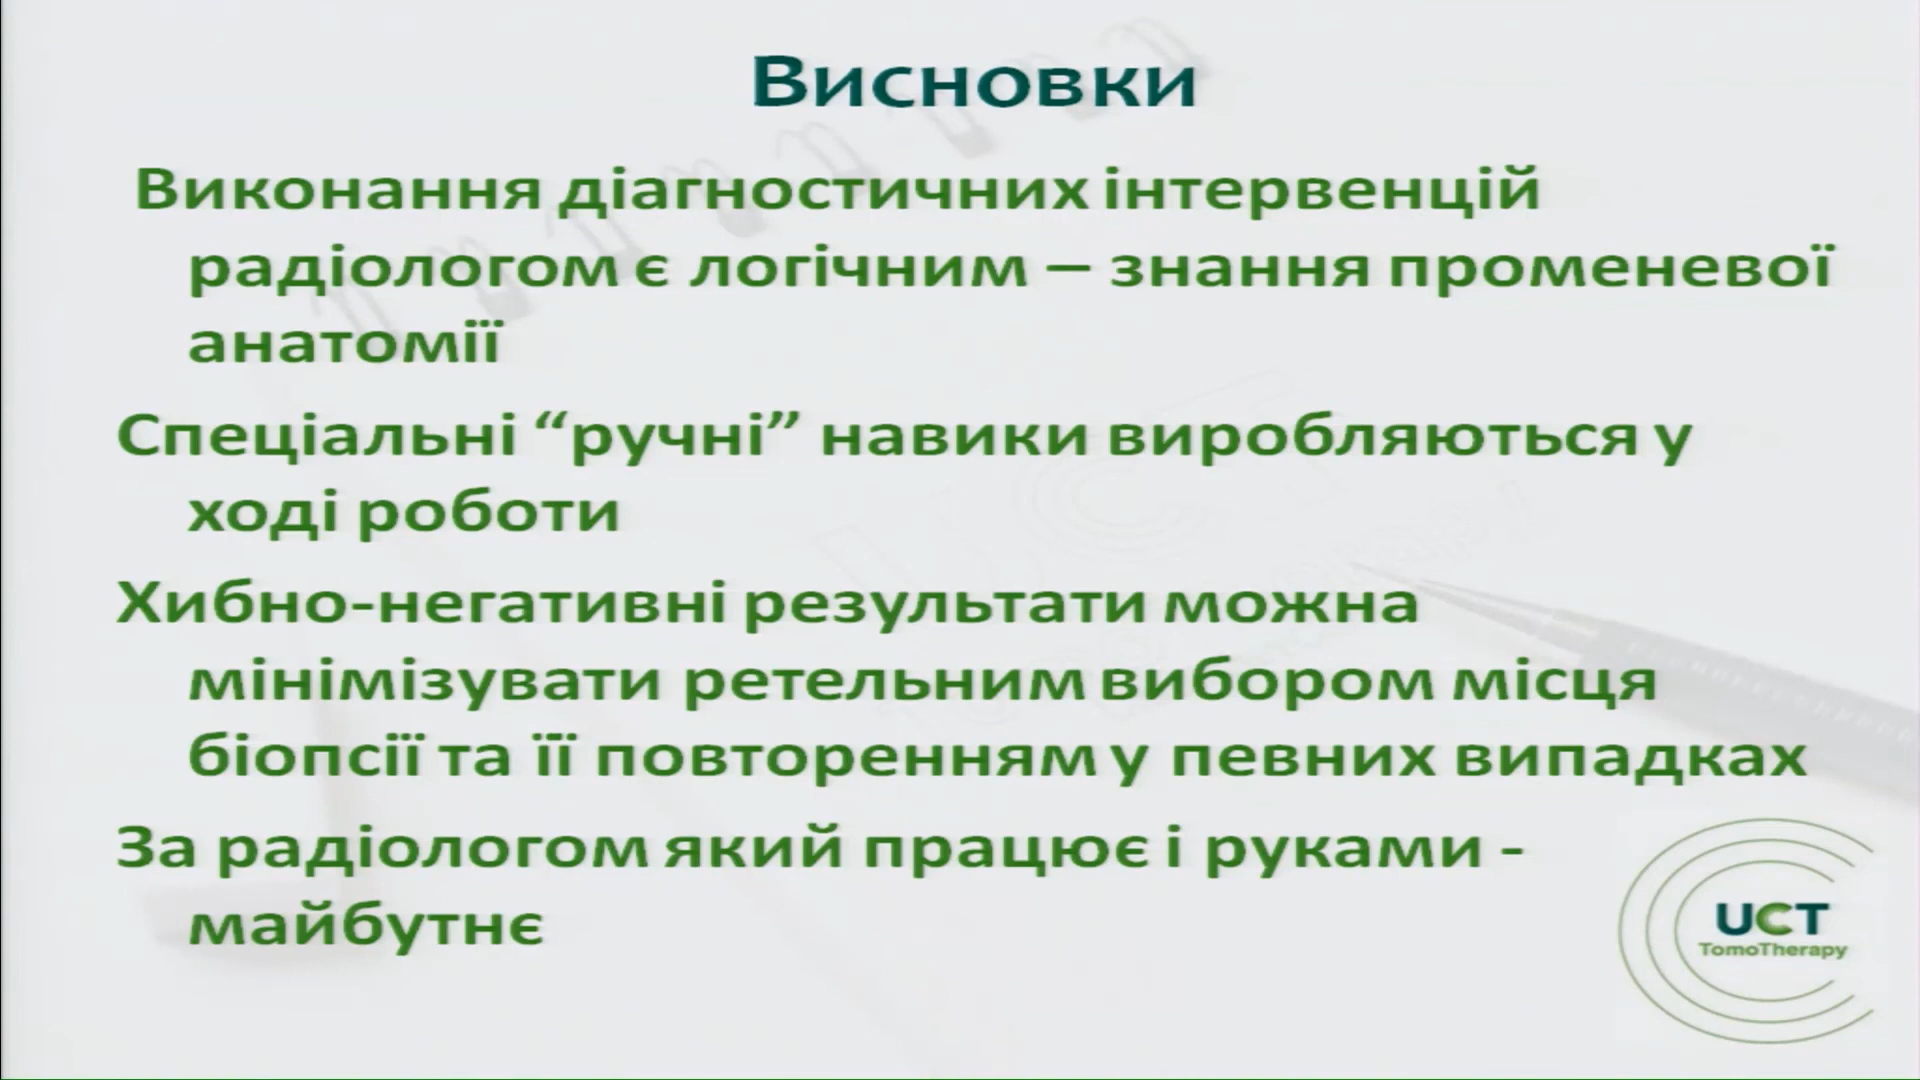 Висновки
Виконання діагностичних інтервенцій
радіологом є логічним – знання променевої
анатомії
Спеціальні “ручні” навики виробляються у
ході роботи
Хибно-негативні результати можна
мінімізувати ретельним вибором місця
біопсії та її повторенням у певних випадках
За радіологом який працює і руками -
майбутнє
UCT
TomoTherapy